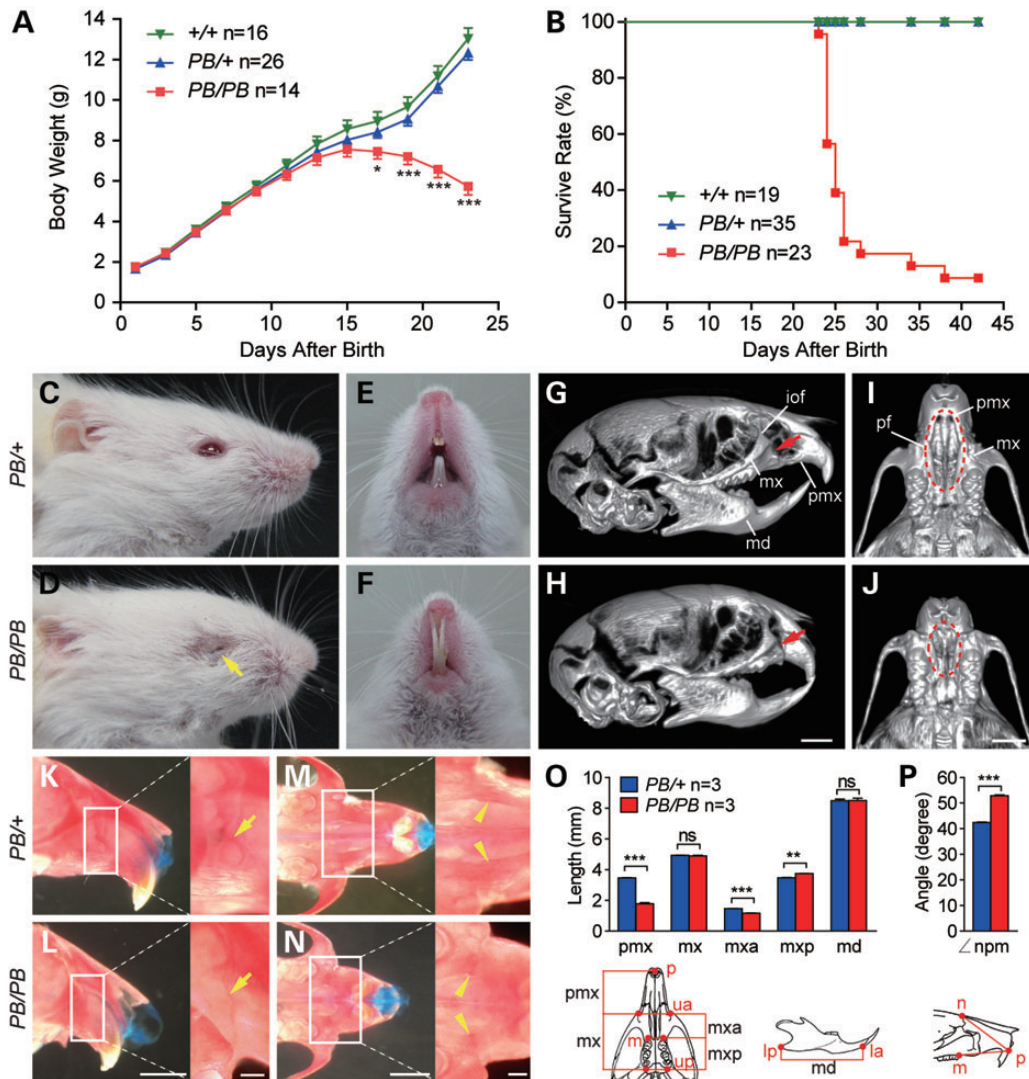 A
14
12
10
8
6
4
2
0
Body Weight (g)
+/+ n=16
PB/+ n=26
PB/PB n=14
*
***
***
***
0 5 10 15 20 25
Days After Birth
B
100
80
60
40
20
0
Survive Rate (%)
+/+ n=19
PB/+ n=35
PB/PB n=23
0 5 10 15 20 25 30 35 40 45
Days After Birth
PB/+
C
E
G
iof
mx
pmx
md
I
pmx
pf
mx
PB/PB
D
F
H
J
PB/+
K
M
PB/PB
L
N
O
PB/+ n=3
PB/PB n=3
10
8
6
4
2
0
Length (mm)
***
ns
***
**
ns
pmx mx mxa mxp md
P
60
50
40
30
20
10
0
Angle (degree)
***
∠npm
p
pmx
ua
mx
m
mxa
mxp
up
lp
la
md
n
m
p